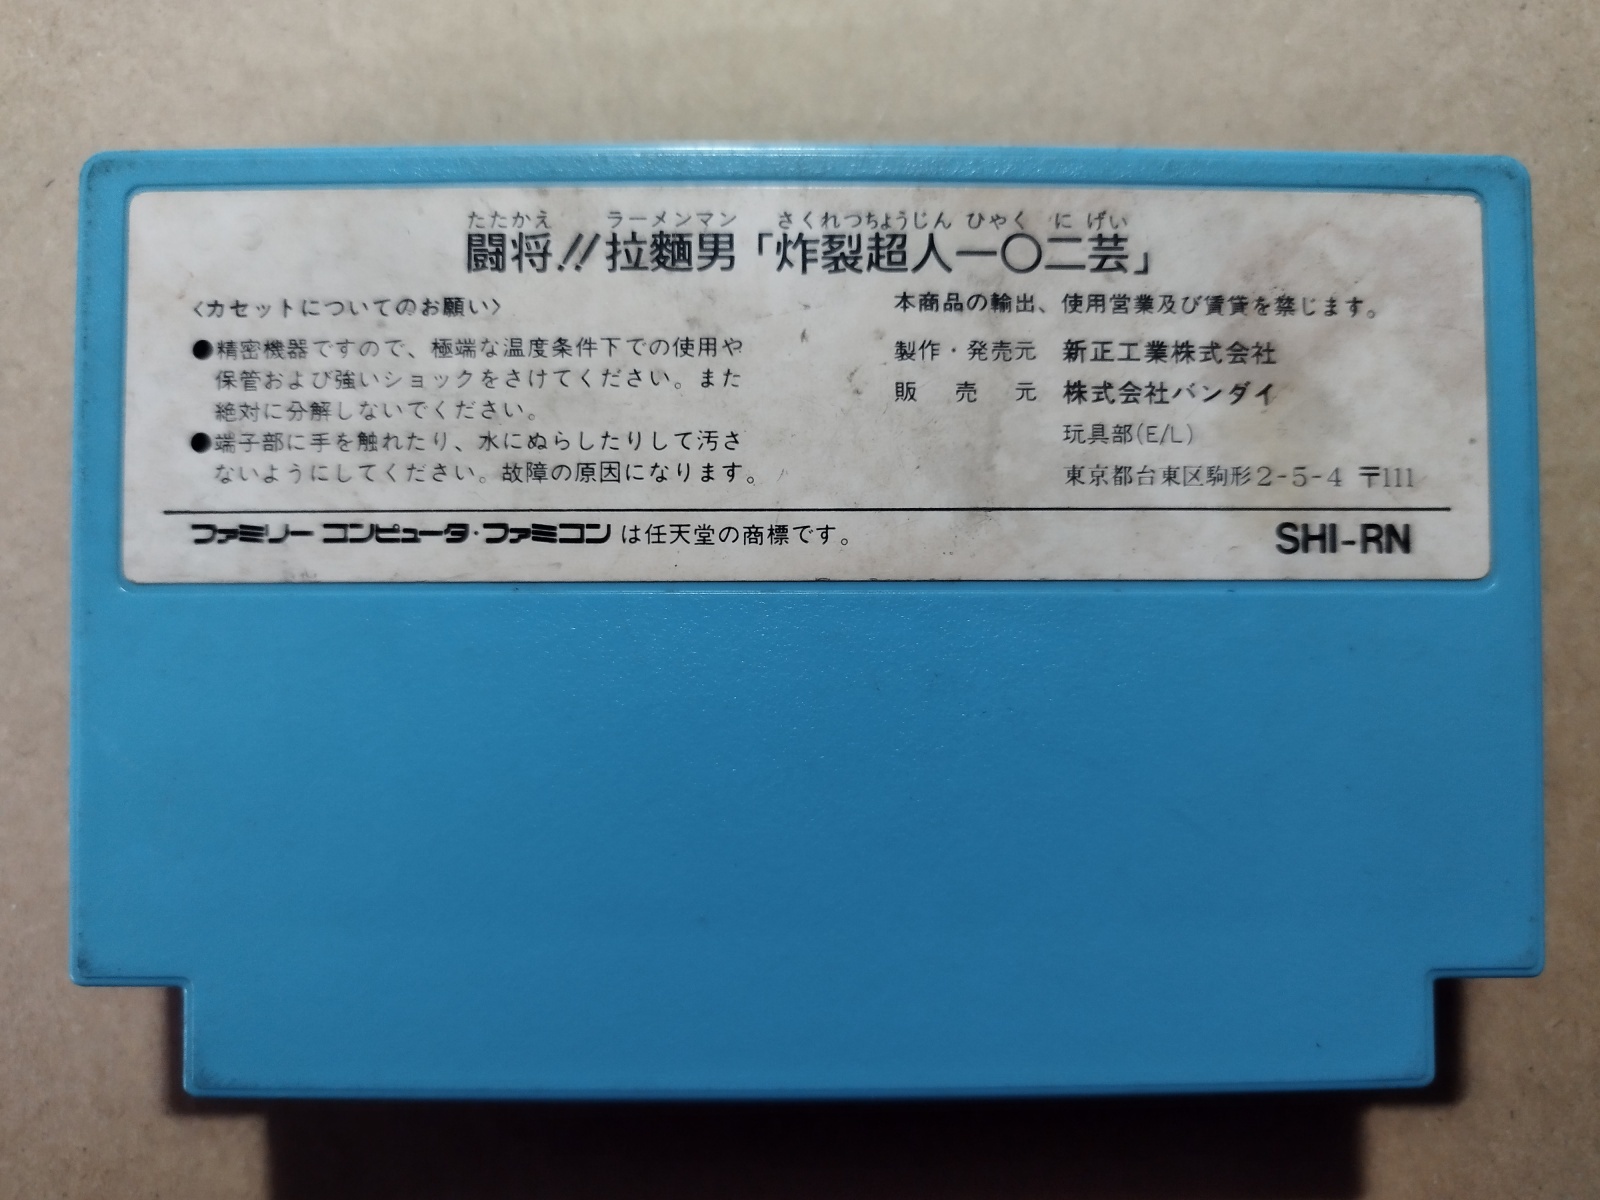 たたかえ ラーメンマン さくれつちょうじん ひゃく に げい
闘将!!拉麵男「炸裂超人一〇二芸」
〈カセットについてのお願い〉
●精密機器ですので、極端な温度条件下での使用や
保管および強いショックをさけてください。また
絶対に分解しないでください。
●端子部に手を触れたり、水にぬらしたりして汚さ
ないようにしてください。故障の原因になります。
本商品の輸出、使用営業及び賃貸を禁じます。
製作・発売元 新正工業株式会社
販売元 株式会社バンダイ
玩具部(E/L)
東京都台東区駒形2-5-4 〒111
ファミリー コンピュータ・ファミコン は任天堂の商標です。
SHI-RN